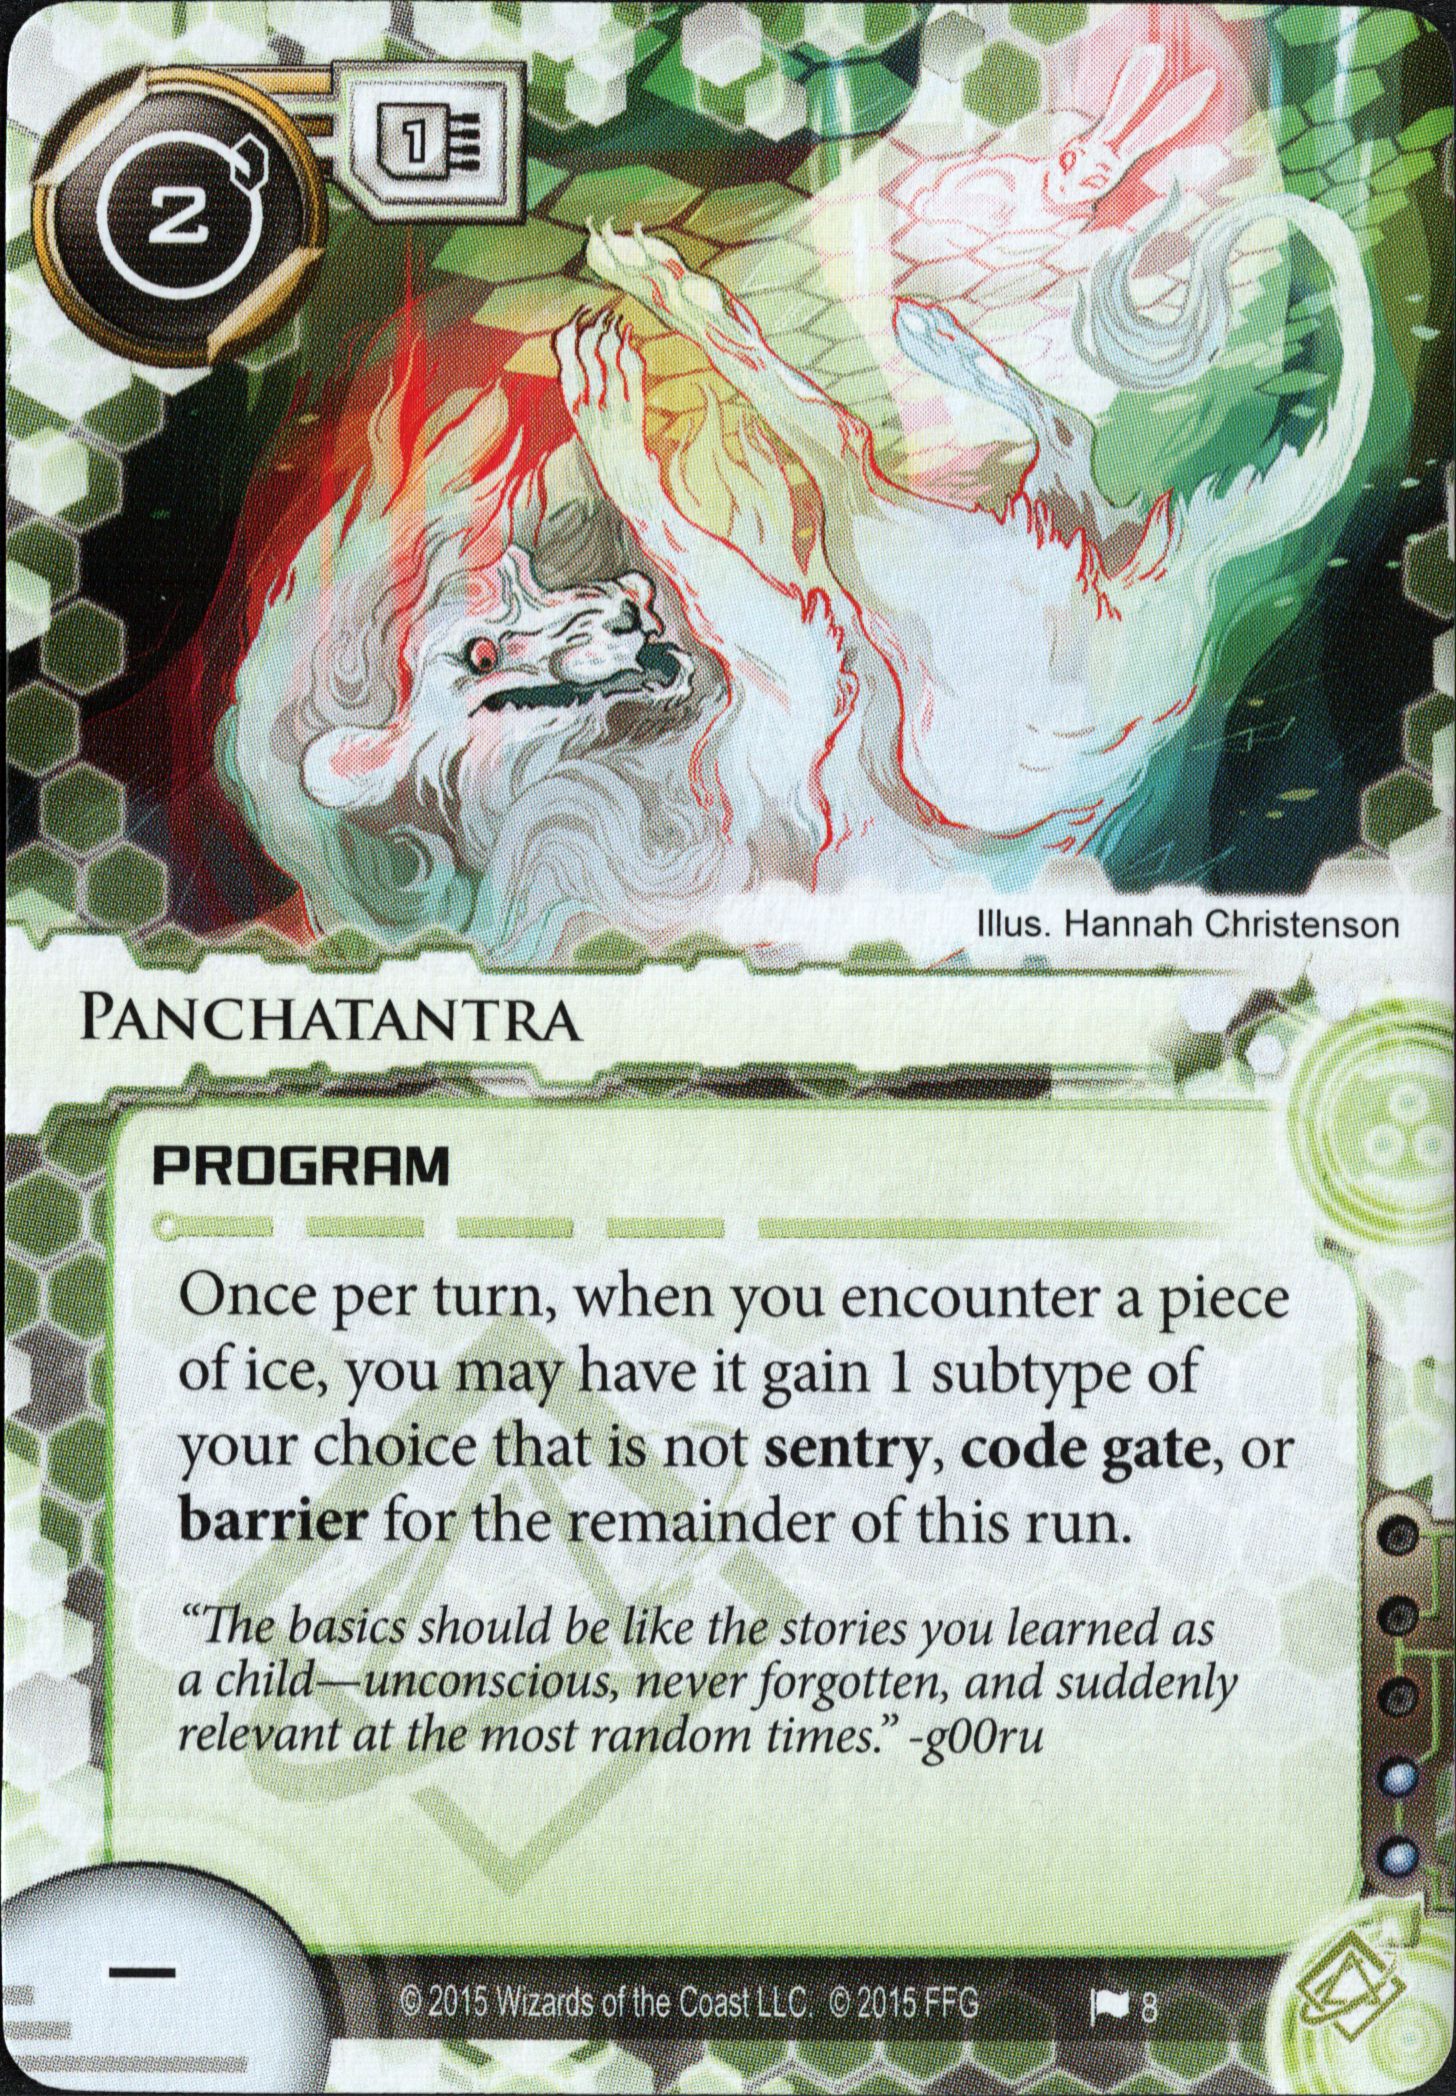 2
1
Illus. Hannah Christenson
PANCHATANTRA
PROGRAM
Once per turn, when you encounter a piece
of ice, you may have it gain 1 subtype of
your choice that is not sentry, code gate, or
barrier for the remainder of this run.
“The basics should be like the stories you learned as
a child—unconscious, never forgotten, and suddenly
relevant at the most random times.” -g00ru
–
© 2015 Wizards of the Coast LLC. © 2015 FFG
8